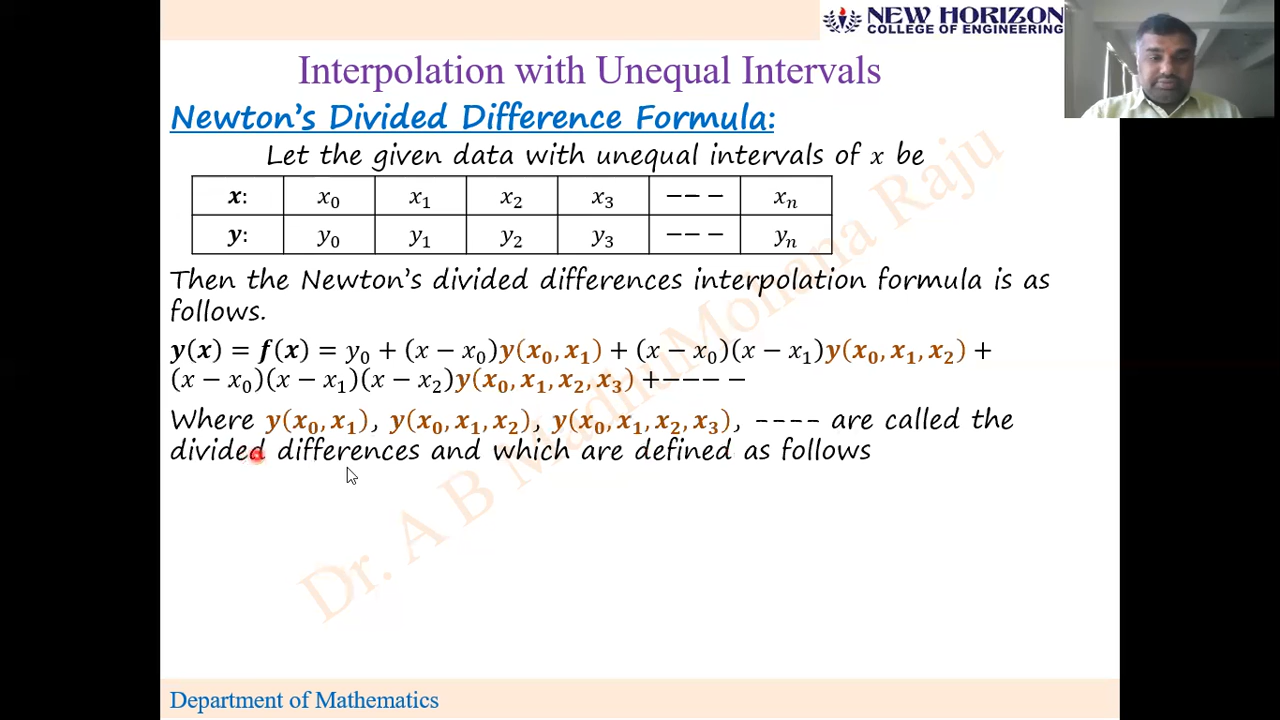 NEW HORIZON
COLLEGE OF ENGINEERING
Interpolation with Unequal Intervals
Newton's Divided Difference Formula:
Let the given data with unequal intervals of x be
x: x₀ x₁ x₂ x₃ − − − xₙ
y: y₀ y₁ y₂ y₃ − − − yₙ
Then the Newton's divided differences interpolation formula is as
follows.
y(x) = f(x) = y₀ + (x − x₀)y(x₀, x₁) + (x − x₀)(x − x₁)y(x₀, x₁, x₂) +
(x − x₀)(x − x₁)(x − x₂)y(x₀, x₁, x₂, x₃) +− − − −
Where y(x₀, x₁), y(x₀, x₁, x₂), y(x₀, x₁, x₂, x₃), ---- are called the
divided differences and which are defined as follows
Dr. A B MadhuMohana Raju
Department of Mathematics